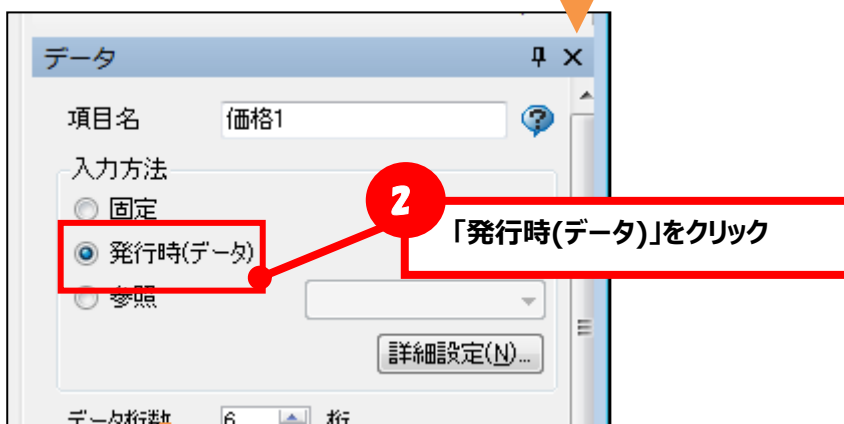 データ
項目名 価格1
入力方法
固定
2
発行時(データ)
「発行時(データ)」をクリック
参照
詳細設定(N)...
データ桁数 6 桁